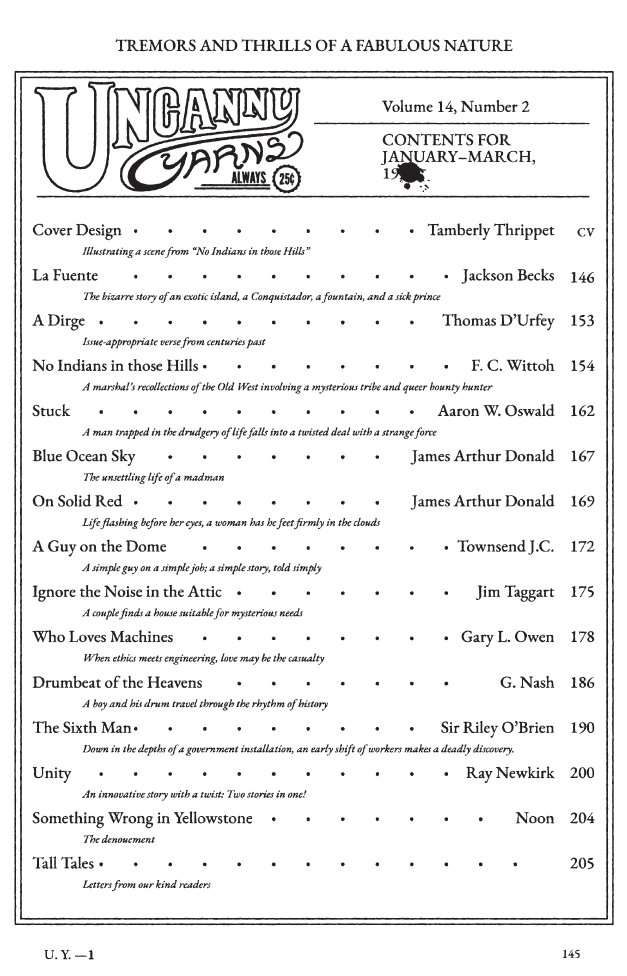 TREMORS AND THRILLS OF A FABULOUS NATURE
UNCANNY
YARNS
ALWAYS 25¢
Volume 14, Number 2
CONTENTS FOR
JANUARY–MARCH,
19
Cover Design • • • • • • • • • Tamberly Thrippet CV
Illustrating a scene from "No Indians in those Hills"
La Fuente • • • • • • • • • • Jackson Becks 146
The bizarre story of an exotic island, a Conquistador, a fountain, and a sick prince
A Dirge • • • • • • • • • • Thomas D'Urfey 153
Issue-appropriate verse from centuries past
No Indians in those Hills • • • • • • • • F. C. Wittoh 154
A marshal's recollections of the Old West involving a mysterious tribe and queer bounty hunter
Stuck • • • • • • • • • • Aaron W. Oswald 162
A man trapped in the drudgery of life falls into a twisted deal with a strange force
Blue Ocean Sky • • • • • • • James Arthur Donald 167
The unsettling life of a madman
On Solid Red • • • • • • • • James Arthur Donald 169
Life flashing before her eyes, a woman has he feet firmly in the clouds
A Guy on the Dome • • • • • • • • Townsend J.C. 172
A simple guy on a simple job; a simple story, told simply
Ignore the Noise in the Attic • • • • • • • Jim Taggart 175
A couple finds a house suitable for mysterious needs
Who Loves Machines • • • • • • • • Gary L. Owen 178
When ethics meets engineering, love may be the casualty
Drumbeat of the Heavens • • • • • • • G. Nash 186
A boy and his drum travel through the rhythm of history
The Sixth Man • • • • • • • • • Sir Riley O'Brien 190
Down in the depths of a government installation, an early shift of workers makes a deadly discovery.
Unity • • • • • • • • • • • Ray Newkirk 200
An innovative story with a twist: Two stories in one!
Something Wrong in Yellowstone • • • • • • • Noon 204
The denouement
Tall Tales • • • • • • • • • • • • • 205
Letters from our kind readers
U. Y. —1
145